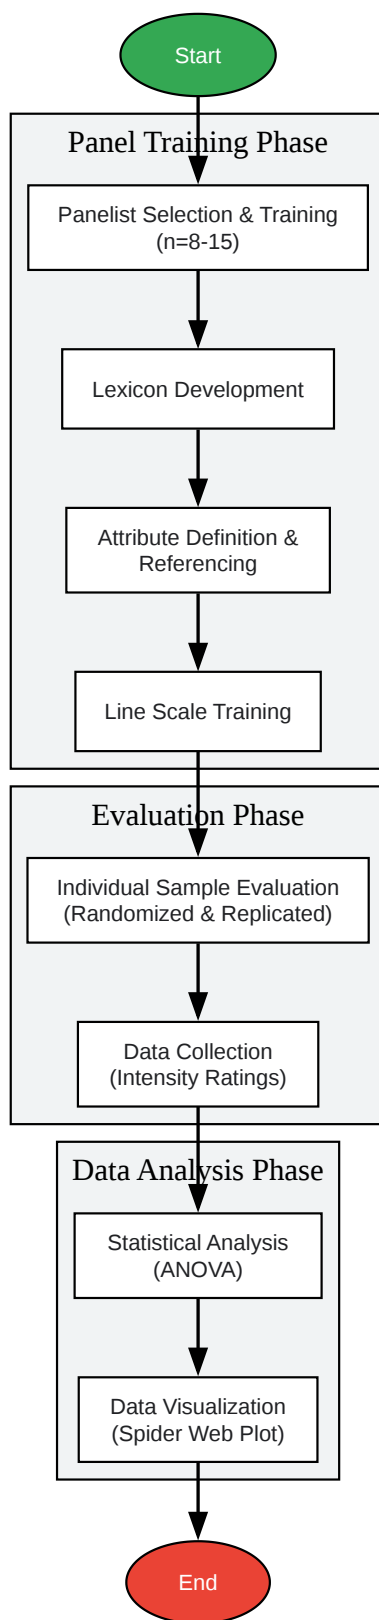 Start
Panel Training Phase
Panelist Selection & Training
(n=8-15)
Lexicon Development
Attribute Definition &
Referencing
Line Scale Training
Evaluation Phase
Individual Sample Evaluation
(Randomized & Replicated)
Data Collection
(Intensity Ratings)
Data Analysis Phase
Statistical Analysis
(ANOVA)
Data Visualization
(Spider Web Plot)
End